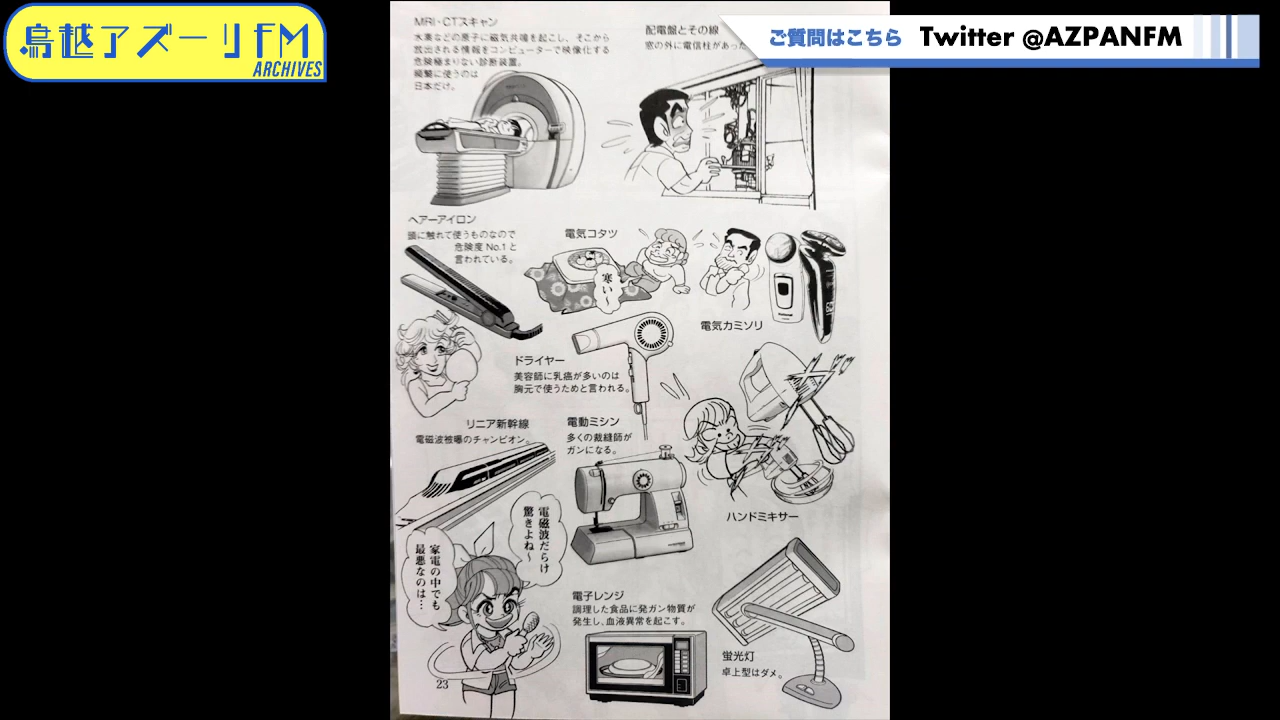 鳥越アズーリFM
ARCHIVES
ご質問はこちら Twitter @AZPANFM
MRI・CTスキャン
水素などの原子に磁気共鳴を起こし、そこから
放出される情報をコンピューターで映像化する
危険極まりない診断装置。
頻繁に使うのは
日本だけ。
配電盤とその線
窓の外に電信柱があった
ヘアーアイロン
頭に触れて使うものなので
危険度No.1と
言われている。
電気コタツ
寒い〜
電気カミソリ
ドライヤー
美容師に乳癌が多いのは
胸元で使うためと言われる。
リニア新幹線
電磁波被曝のチャンピオン。
電動ミシン
多くの裁縫師が
ガンになる。
ハンドミキサー
電磁波だらけ
驚きよね〜
家電の中でも
最悪なのは…
電子レンジ
調理した食品に発ガン物質が
発生し、血液異常を起こす。
蛍光灯
卓上型はダメ。
23